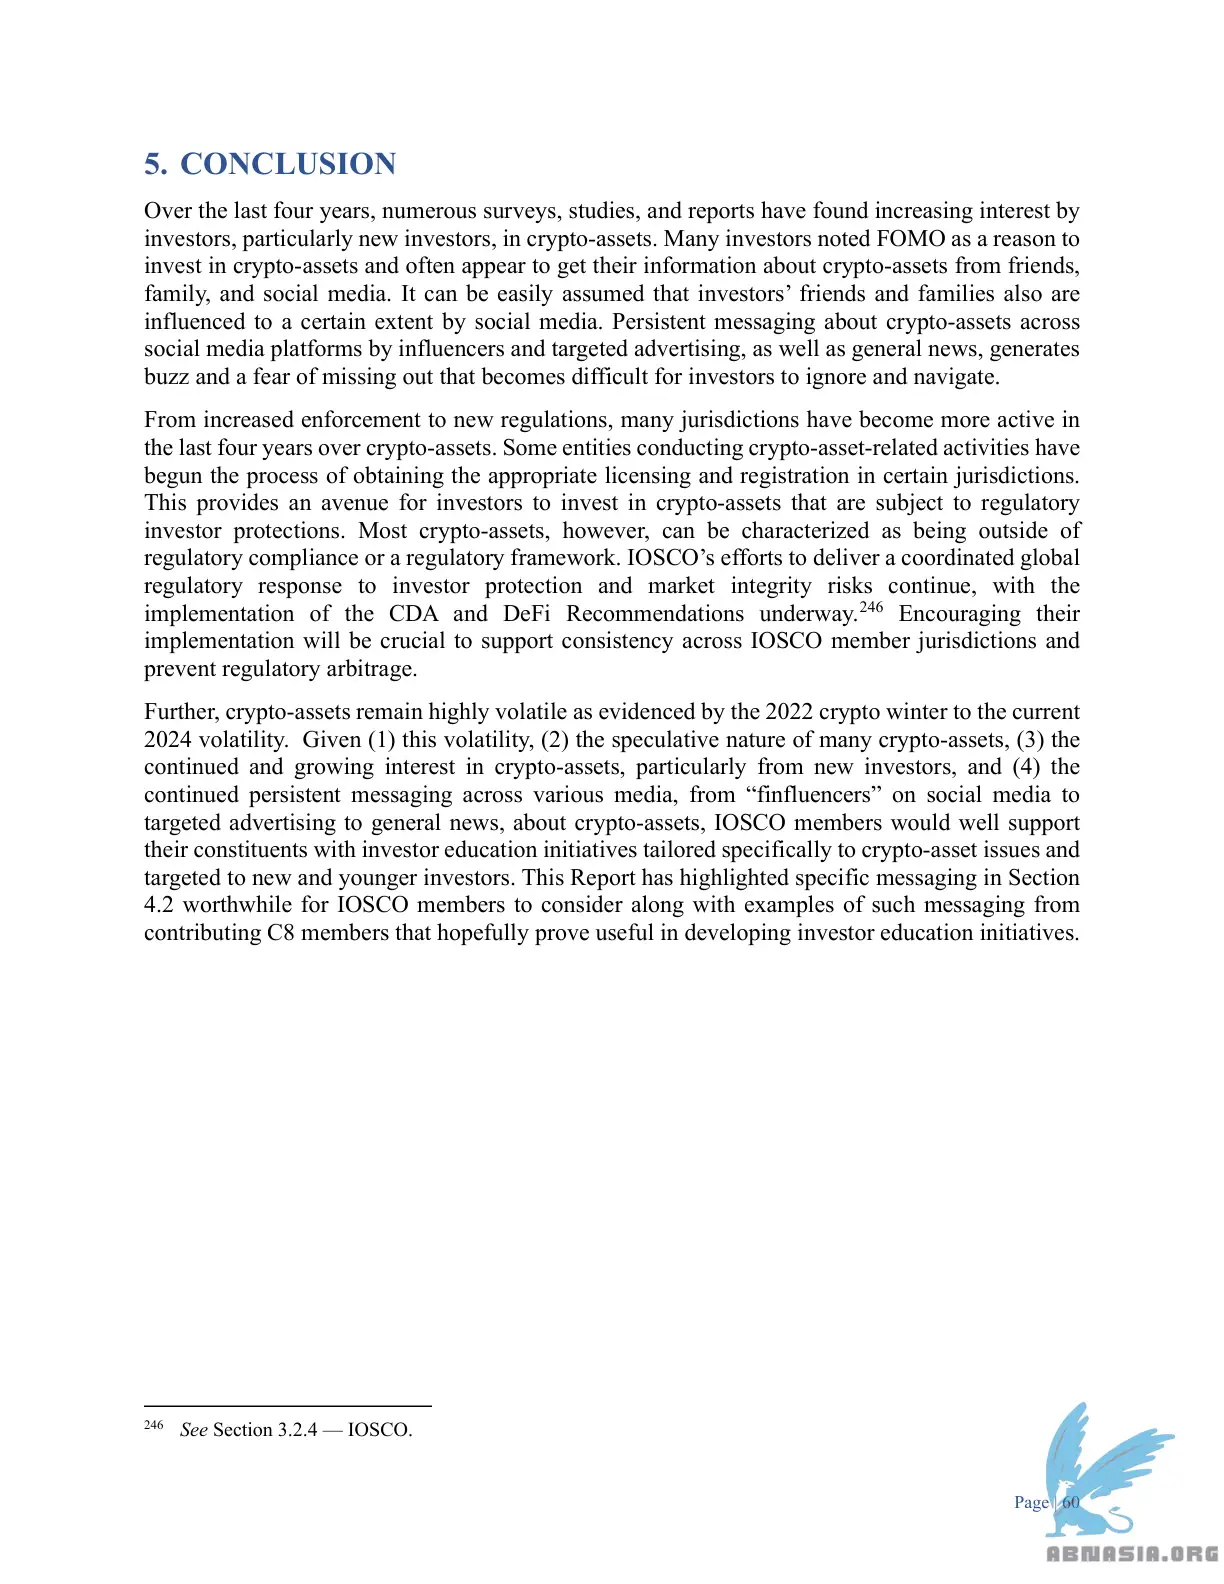 5. CONCLUSION
Over the last four years, numerous surveys, studies, and reports have found increasing interest by
investors, particularly new investors, in crypto-assets. Many investors noted FOMO as a reason to
invest in crypto-assets and often appear to get their information about crypto-assets from friends,
family, and social media. It can be easily assumed that investors’ friends and families also are
influenced to a certain extent by social media. Persistent messaging about crypto-assets across
social media platforms by influencers and targeted advertising, as well as general news, generates
buzz and a fear of missing out that becomes difficult for investors to ignore and navigate.
From increased enforcement to new regulations, many jurisdictions have become more active in
the last four years over crypto-assets. Some entities conducting crypto-asset-related activities have
begun the process of obtaining the appropriate licensing and registration in certain jurisdictions.
This provides an avenue for investors to invest in crypto-assets that are subject to regulatory
investor protections. Most crypto-assets, however, can be characterized as being outside of
regulatory compliance or a regulatory framework. IOSCO’s efforts to deliver a coordinated global
regulatory response to investor protection and market integrity risks continue, with the
implementation of the CDA and DeFi Recommendations underway.246 Encouraging their
implementation will be crucial to support consistency across IOSCO member jurisdictions and
prevent regulatory arbitrage.
Further, crypto-assets remain highly volatile as evidenced by the 2022 crypto winter to the current
2024 volatility.  Given (1) this volatility, (2) the speculative nature of many crypto-assets, (3) the
continued and growing interest in crypto-assets, particularly from new investors, and (4) the
continued persistent messaging across various media, from “finfluencers” on social media to
targeted advertising to general news, about crypto-assets, IOSCO members would well support
their constituents with investor education initiatives tailored specifically to crypto-asset issues and
targeted to new and younger investors. This Report has highlighted specific messaging in Section
4.2 worthwhile for IOSCO members to consider along with examples of such messaging from
contributing C8 members that hopefully prove useful in developing investor education initiatives.
246 See Section 3.2.4 — IOSCO.
Page | 60
ABNASIA.ORG